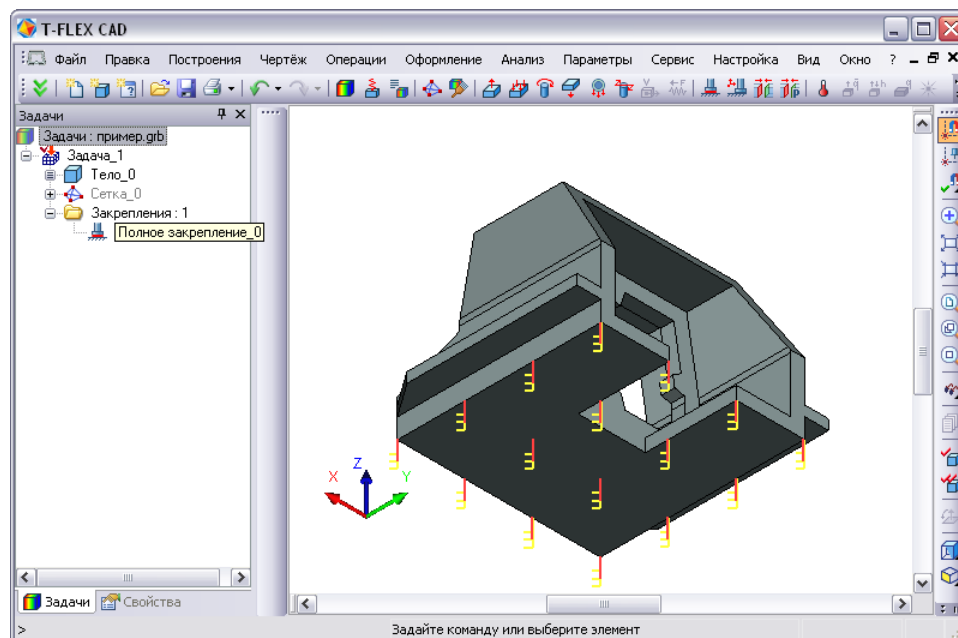 T-FLEX CAD
Файл Правка Построения Чертёж Операции Оформление Анализ Параметры Сервис Настройка Вид Окно ?
Задачи
Задачи : пример.grb
Задача_1
Тело_0
Сетка_0
Закрепления : 1
Полное закрепление_0
Z
X
Y
Задачи Свойства
>
Задайте команду или выберите элемент